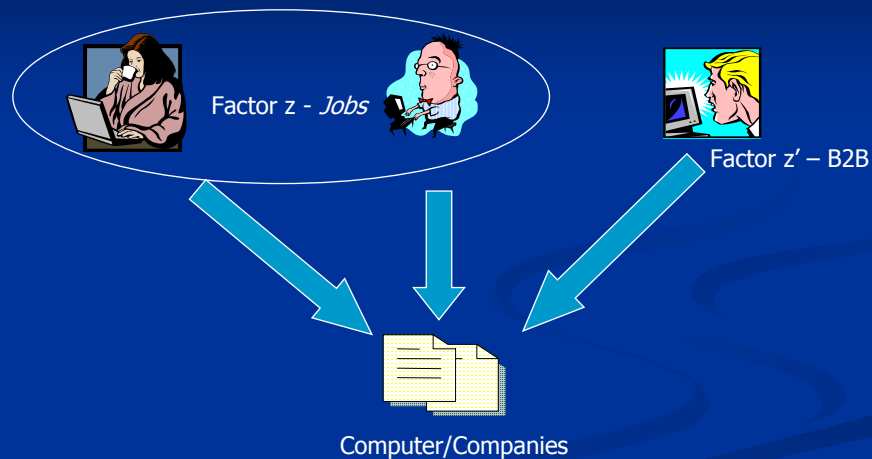 Factor z - Jobs
Factor z’ – B2B
Computer/Companies